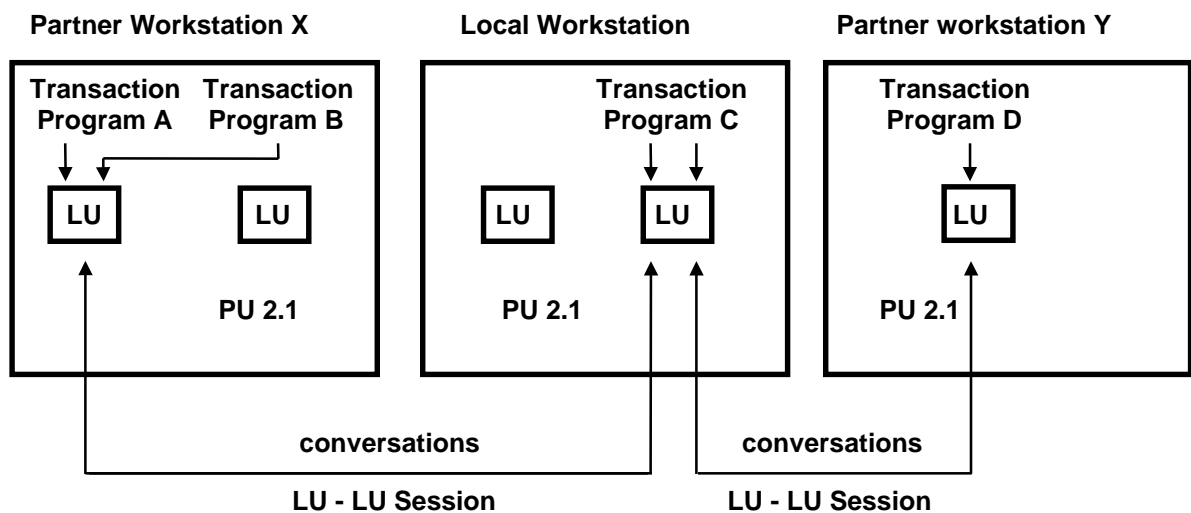 Partner Workstation X
Local Workstation
Partner workstation Y
Transaction Program A
Transaction Program B
Transaction Program C
Transaction Program D
LU
LU
LU
LU
LU
PU 2.1
PU 2.1
PU 2.1
conversations
conversations
LU - LU Session
LU - LU Session